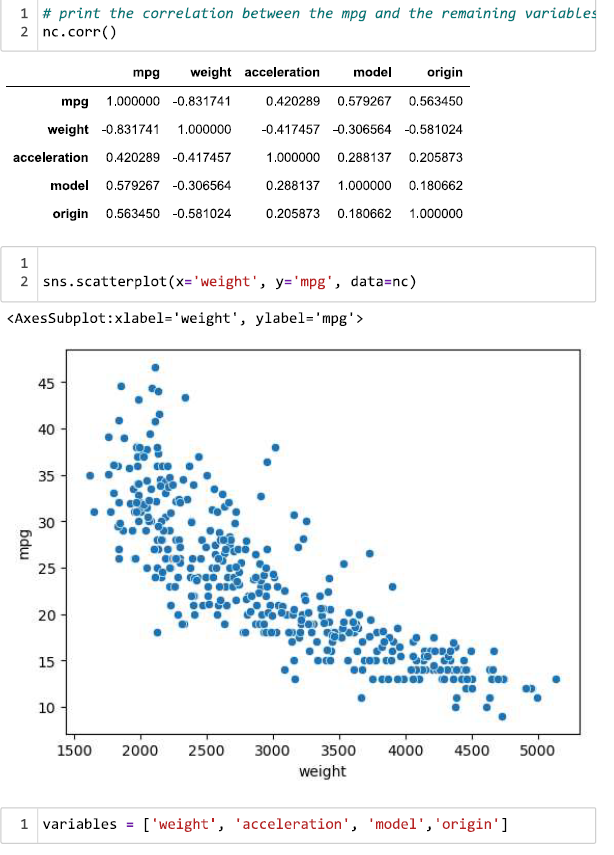 1 # print the correlation between the mpg and the remaining variables
2 nc.corr()
mpg weight acceleration model origin
mpg 1.000000 -0.831741 0.420289 0.579267 0.563450
weight -0.831741 1.000000 -0.417457 -0.306564 -0.581024
acceleration 0.420289 -0.417457 1.000000 0.288137 0.205873
model 0.579267 -0.306564 0.288137 1.000000 0.180662
origin 0.563450 -0.581024 0.205873 0.180662 1.000000
1
2 sns.scatterplot(x='weight', y='mpg', data=nc)
<AxesSubplot:xlabel='weight', ylabel='mpg'>
45
40
35
30
mpg
25
20
15
10
1500 2000 2500 3000 3500 4000 4500 5000
weight
1 variables = ['weight', 'acceleration', 'model','origin']